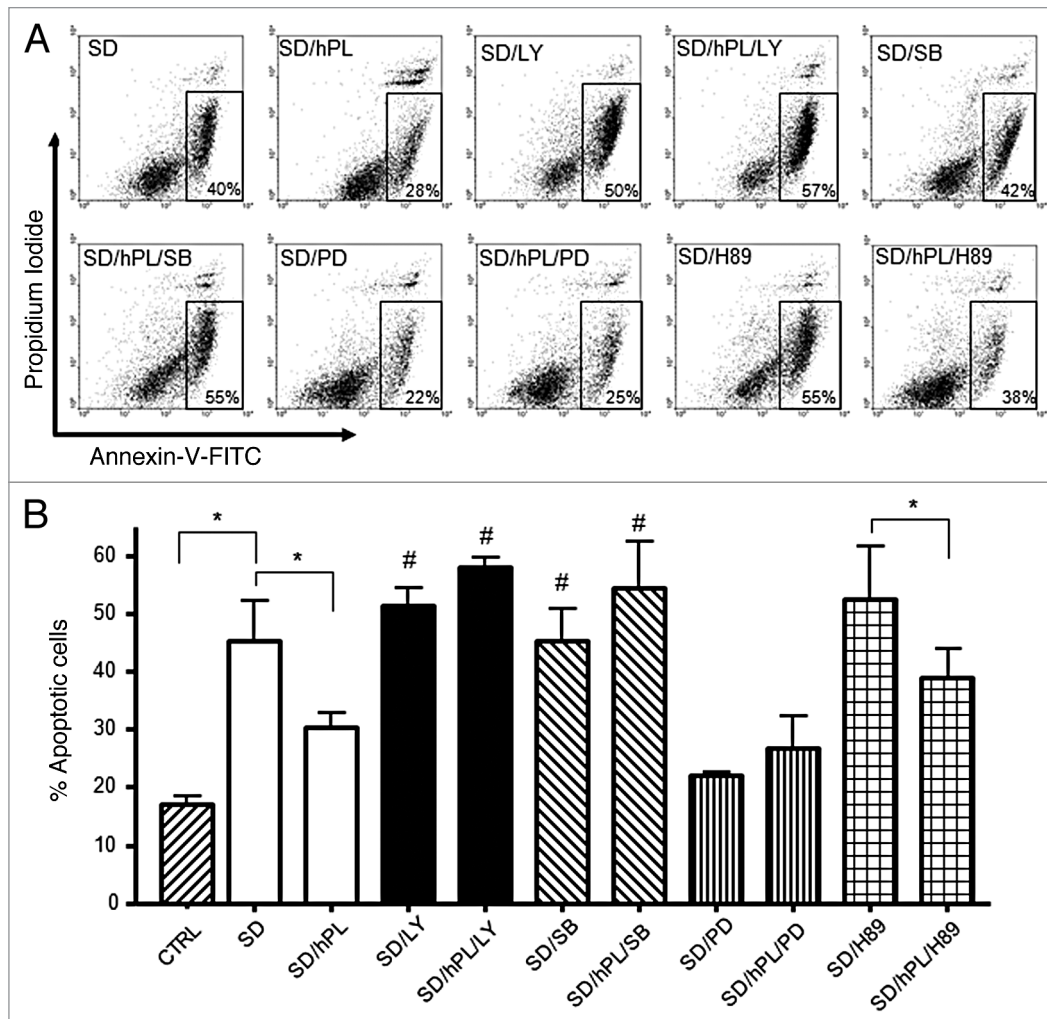 A
SD
SD/hPL
SD/LY
SD/hPL/LY
SD/SB
40%
28%
50%
57%
42%
SD/hPL/SB
SD/PD
SD/hPL/PD
SD/H89
SD/hPL/H89
55%
22%
25%
55%
38%
Propidium Iodide
Annexin-V-FITC
B
% Apoptotic cells
60
50
40
30
20
10
0
*
*
#
#
#
#
*
CTRL
SD
SD/hPL
SD/LY
SD/hPL/LY
SD/SB
SD/hPL/SB
SD/PD
SD/hPL/PD
SD/H89
SD/hPL/H89